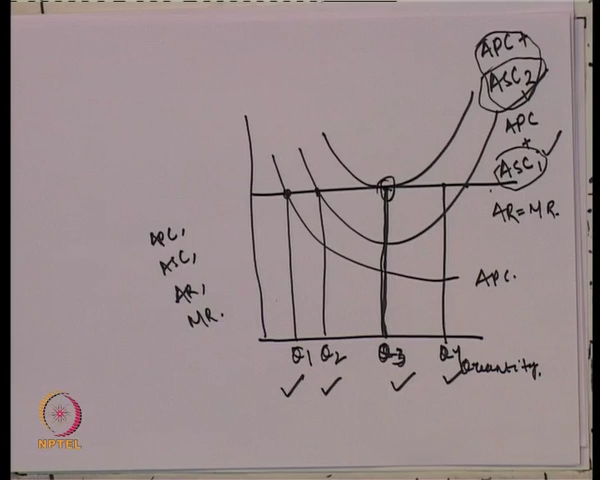 APC +
ASC2
+
APC
+
ASC1
AR = MR.
APC,
ASC,
AR,
MR.
APC.
Q1 Q2 Q3 Q4
Quantity.
NPTEL